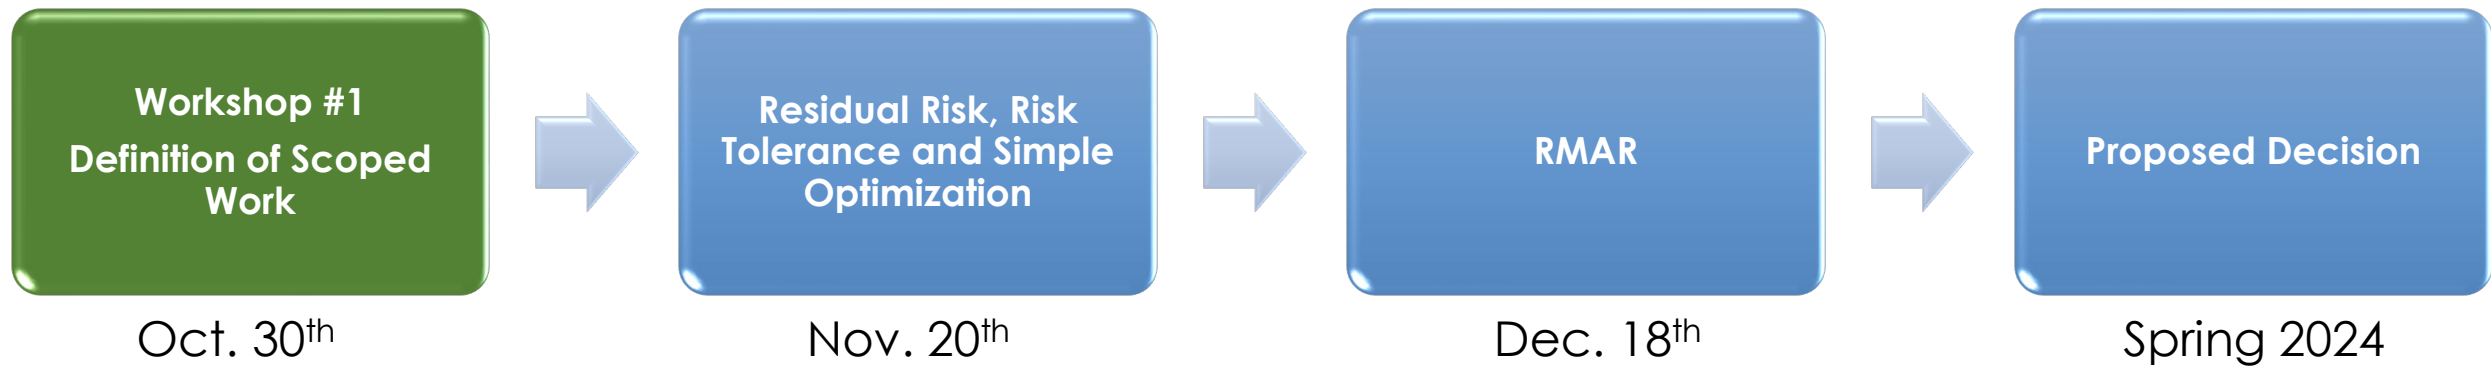 Workshop #1
Definition of Scoped
Work
Residual Risk, Risk
Tolerance and Simple
Optimization
RMAR
Proposed Decision
Oct. 30th
Nov. 20th
Dec. 18th
Spring 2024